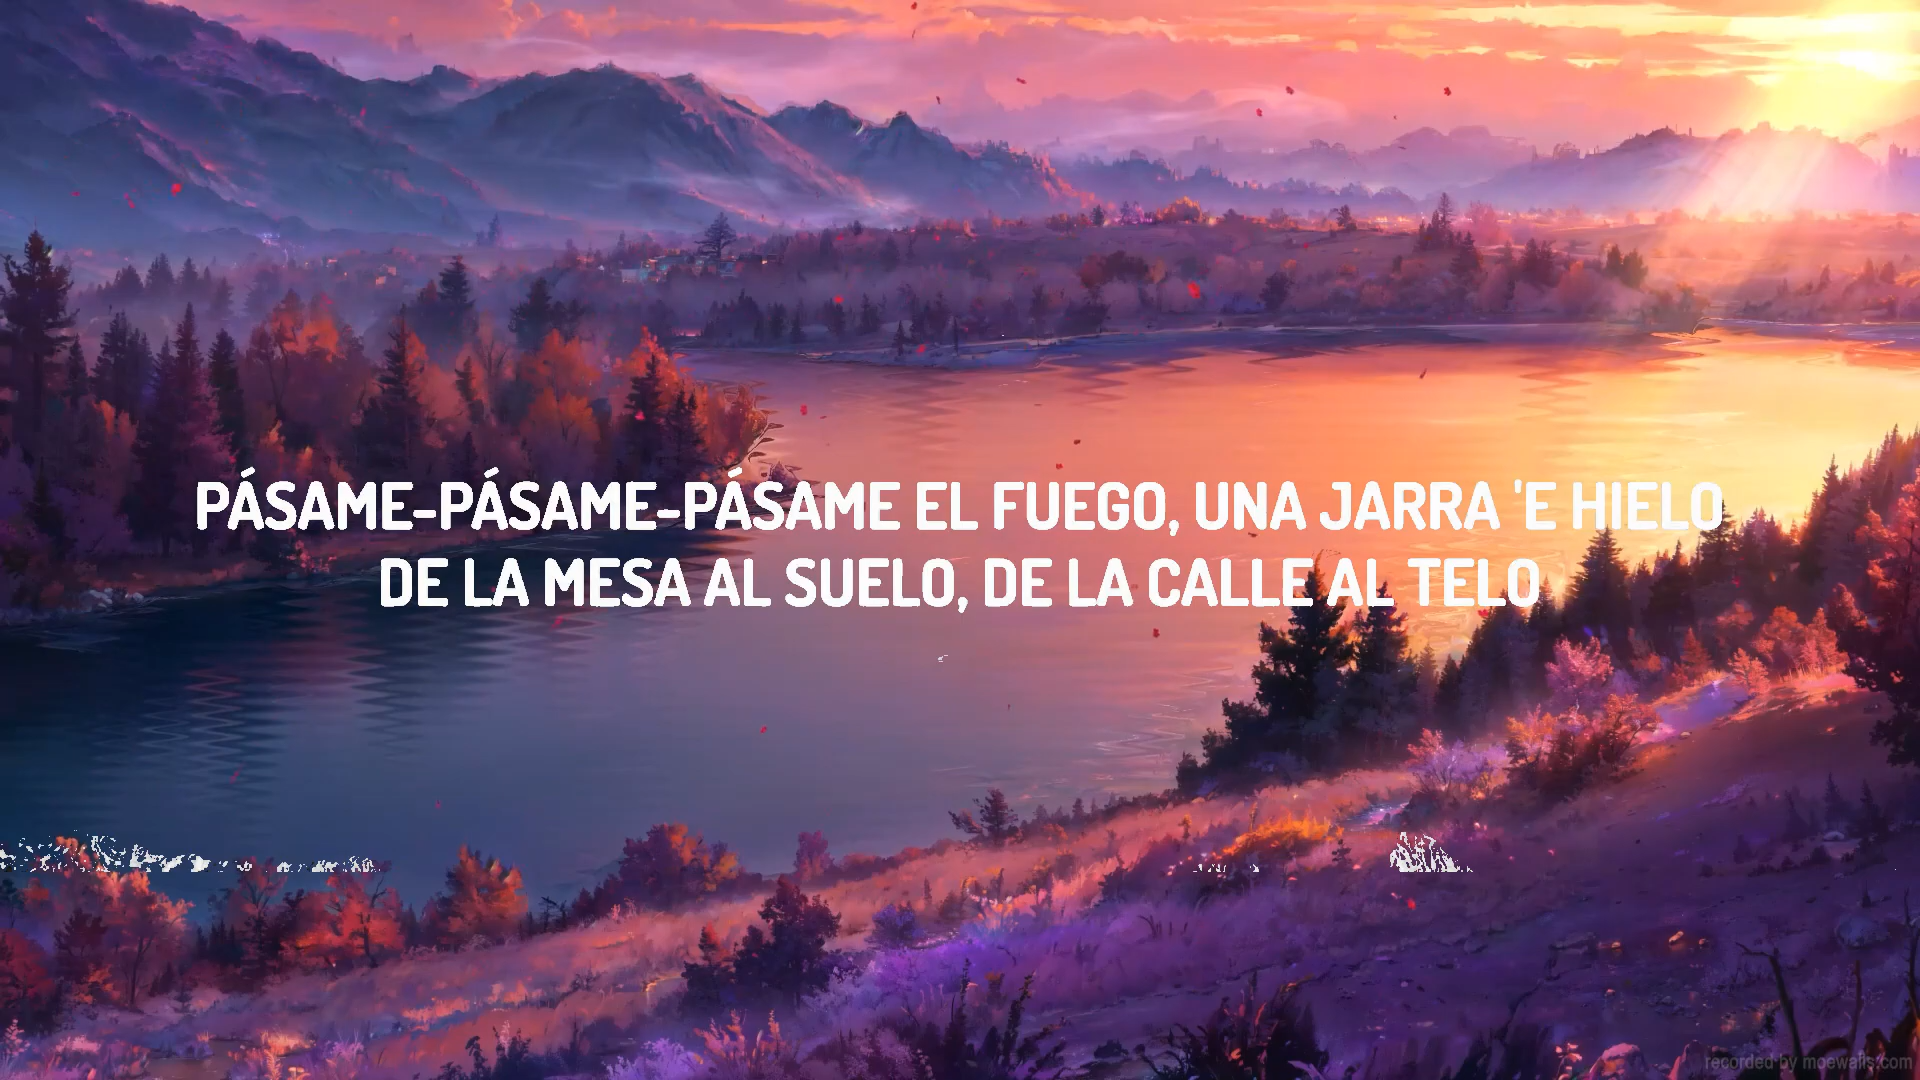 PÁSAME-PÁSAME-PÁSAME EL FUEGO, UNA JARRA 'E HIELO
DE LA MESA AL SUELO, DE LA CALLE AL TELO
recorded by moewalls.com